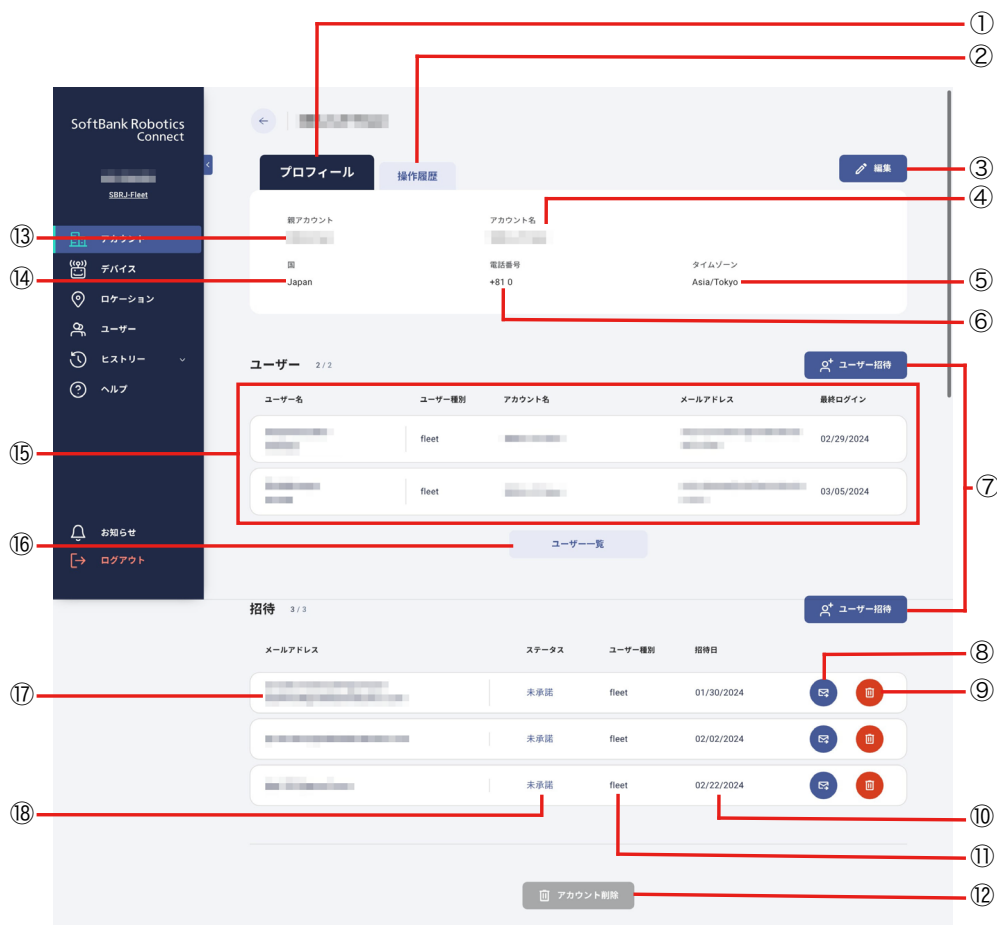 ①
②
SoftBank Robotics
Connect
SBRJ-Fleet
プロフィール
操作履歴
編集
③
④
親アカウント
アカウント名
⑬
アカウント
デバイス
国
電話番号
タイムゾーン
⑭
Japan
+81 0
Asia/Tokyo
⑤
⑥
ロケーション
ユーザー
ヒストリー
ヘルプ
ユーザー 2 / 2
ユーザー招待
ユーザー名
ユーザー種別
アカウント名
メールアドレス
最終ログイン
fleet
02/29/2024
⑮
fleet
03/05/2024
⑦
お知らせ
⑯
ユーザー一覧
ログアウト
招待 3 / 3
ユーザー招待
メールアドレス
ステータス
ユーザー種別
招待日
⑧
⑰
未承諾
fleet
01/30/2024
⑨
未承諾
fleet
02/02/2024
未承諾
fleet
02/22/2024
⑱
⑩
⑪
アカウント削除
⑫